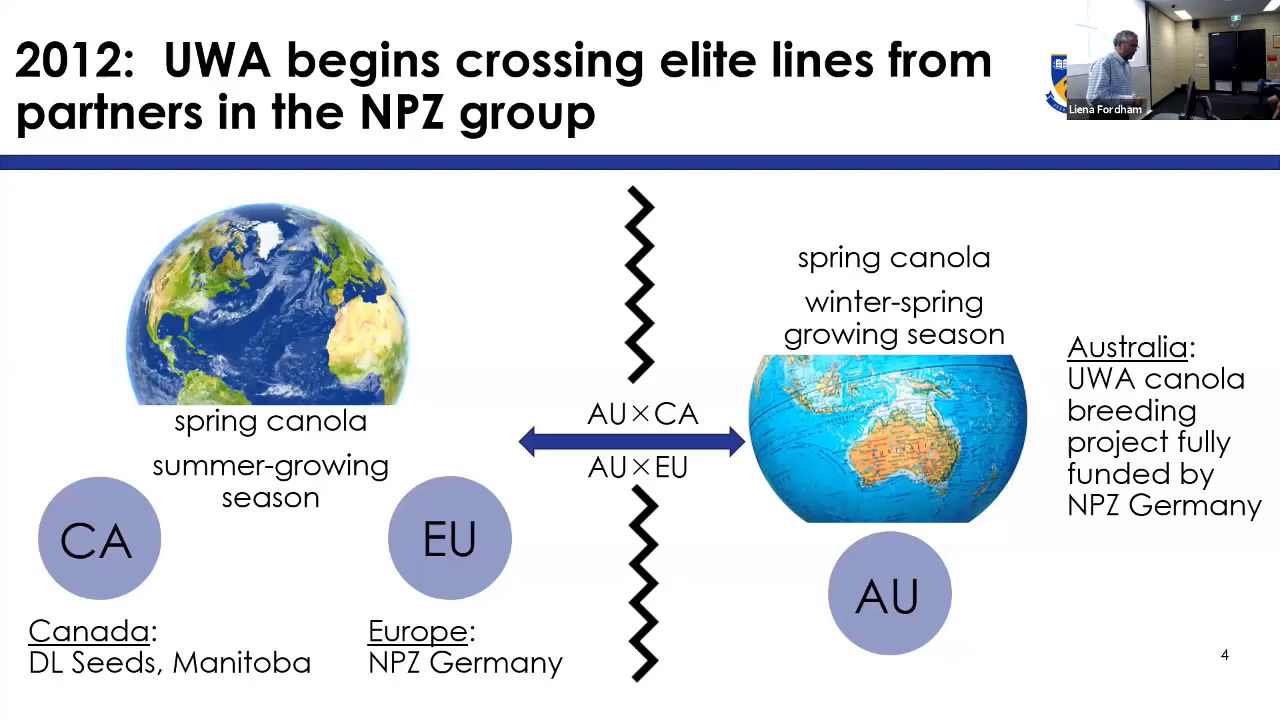 2012: UWA begins crossing elite lines from
partners in the NPZ group
Liena Fordham
spring canola
summer-growing
season
CA
EU
Canada:
DL Seeds, Manitoba
Europe:
NPZ Germany
AU×CA
AU×EU
spring canola
winter-spring
growing season
AUSTRALIA
AU
Australia:
UWA canola
breeding
project fully
funded by
NPZ Germany
4